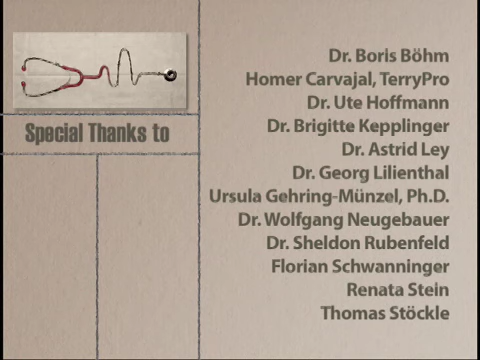 Special Thanks to
Dr. Boris Böhm
Homer Carvajal, TerryPro
Dr. Ute Hoffmann
Dr. Brigitte Kepplinger
Dr. Astrid Ley
Dr. Georg Lilienthal
Ursula Gehring-Münzel, Ph.D.
Dr. Wolfgang Neugebauer
Dr. Sheldon Rubenfeld
Florian Schwanninger
Renata Stein
Thomas Stöckle